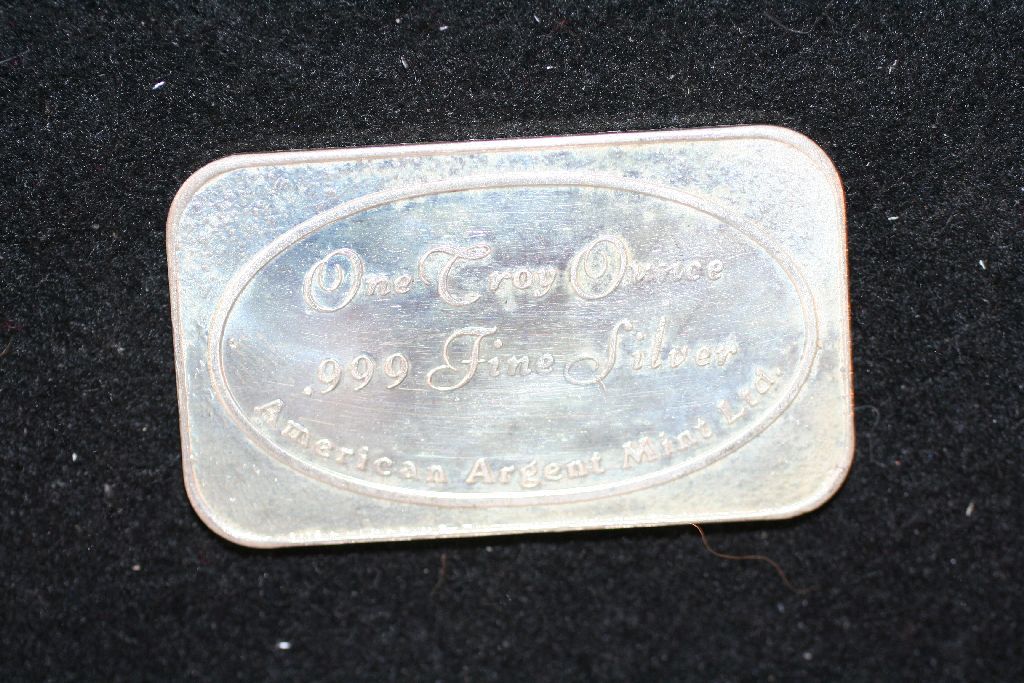 One Troy Ounce
.999 Fine Silver
American Argent Mint Ltd.